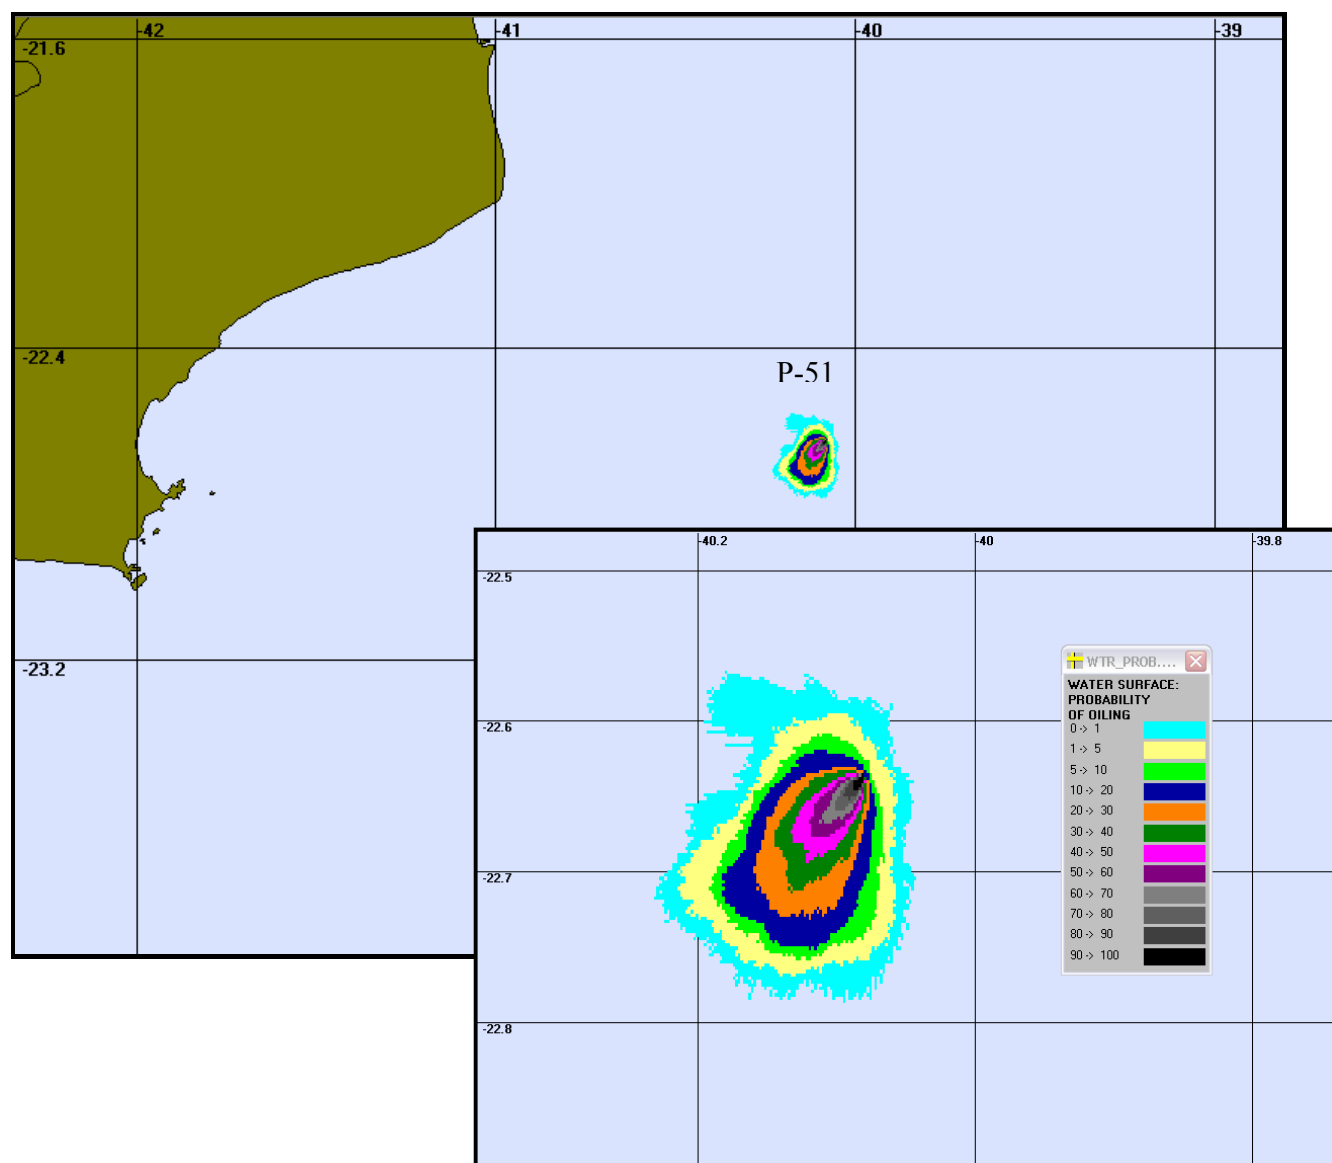 -42
-41
-40
-39
-21.6
-22.4
P-51
-23.2
-40.2
-40
-39.8
-22.5
-22.6
-22.7
-22.8
WTR_PROB....
WATER SURFACE:
PROBABILITY
OF OILING
0 -> 1
1 -> 5
5 -> 10
10 -> 20
20 -> 30
30 -> 40
40 -> 50
50 -> 60
60 -> 70
70 -> 80
80 -> 90
90 -> 100